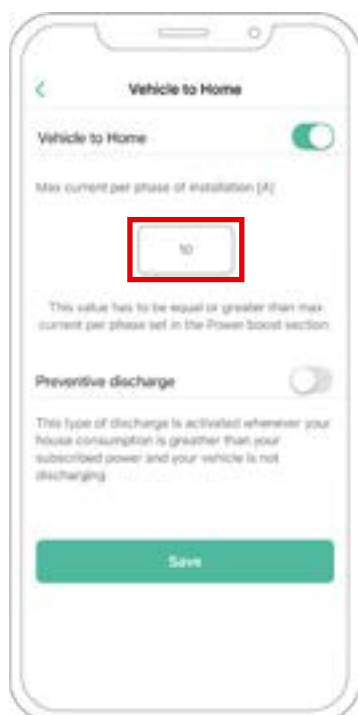 Vehicle to Home
Vehicle to Home
Max current per phase of installation [A]
10
This value has to be equal or greater than max
current per phase set in the Power boost section
Preventive discharge
This type of discharge is activated whenever your
house consumption is greather than your
subscribed power and your vehicle is not
discharging
Save